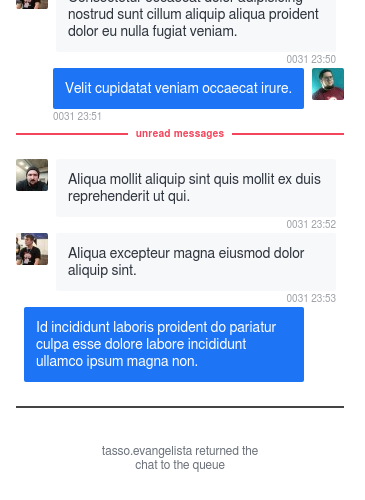 nostrud sunt cillum aliquip aliqua proident
dolor eu nulla fugiat veniam.
0031 23:50
Velit cupidatat veniam occaecat irure.
0031 23:51
unread messages
Aliqua mollit aliquip sint quis mollit ex duis
reprehenderit ut qui.
0031 23:52
Aliqua excepteur magna eiusmod dolor
aliquip sint.
0031 23:53
Id incididunt laboris proident do pariatur
culpa esse dolore labore incididunt
ullamco ipsum magna non.
tasso.evangelista returned the
chat to the queue